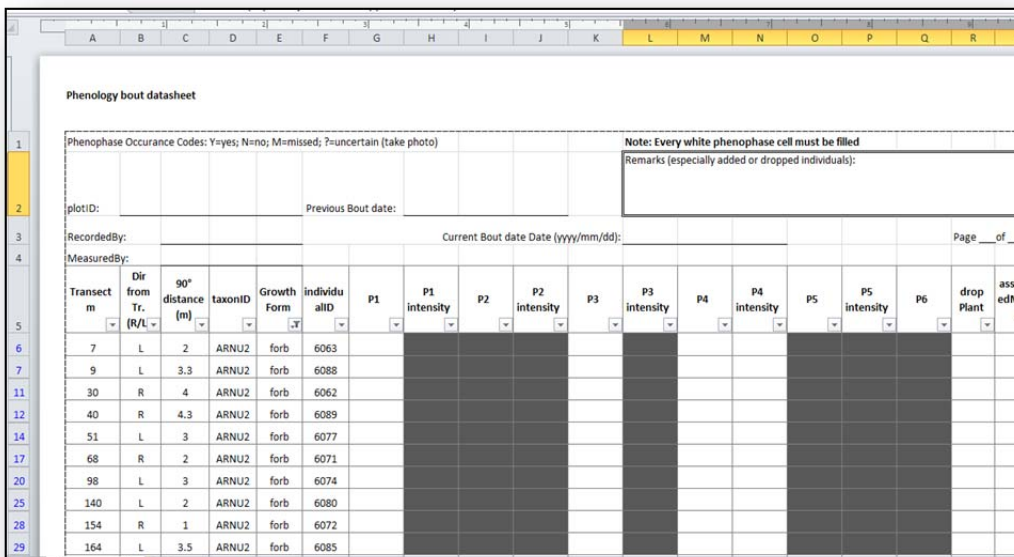 A B C D E F G H I J K L M N O P Q R
Phenology bout datasheet
1 Phenophase Occurance Codes: Y=yes; N=no; M=missed; ?=uncertain (take photo) Note: Every white phenophase cell must be filled
Remarks (especially added or dropped individuals):
2 plotID: Previous Bout date:
3 RecordedBy: Current Bout date Date (yyyy/mm/dd): Page ___of _
4 MeasuredBy:
5 Transect m Dir from Tr. (R/L 90° distance (m) taxonID Growth Form individu alID P1 P1 intensity P2 P2 intensity P3 P3 intensity P4 P4 intensity P5 P5 intensity P6 drop Plant
6 7 L 2 ARNU2 forb 6063
7 9 L 3.3 ARNU2 forb 6088
11 30 R 4 ARNU2 forb 6062
12 40 R 4.3 ARNU2 forb 6089
14 51 L 3 ARNU2 forb 6077
17 68 R 2 ARNU2 forb 6071
20 98 L 3 ARNU2 forb 6074
25 140 L 2 ARNU2 forb 6080
28 154 R 1 ARNU2 forb 6072
29 164 L 3.5 ARNU2 forb 6085